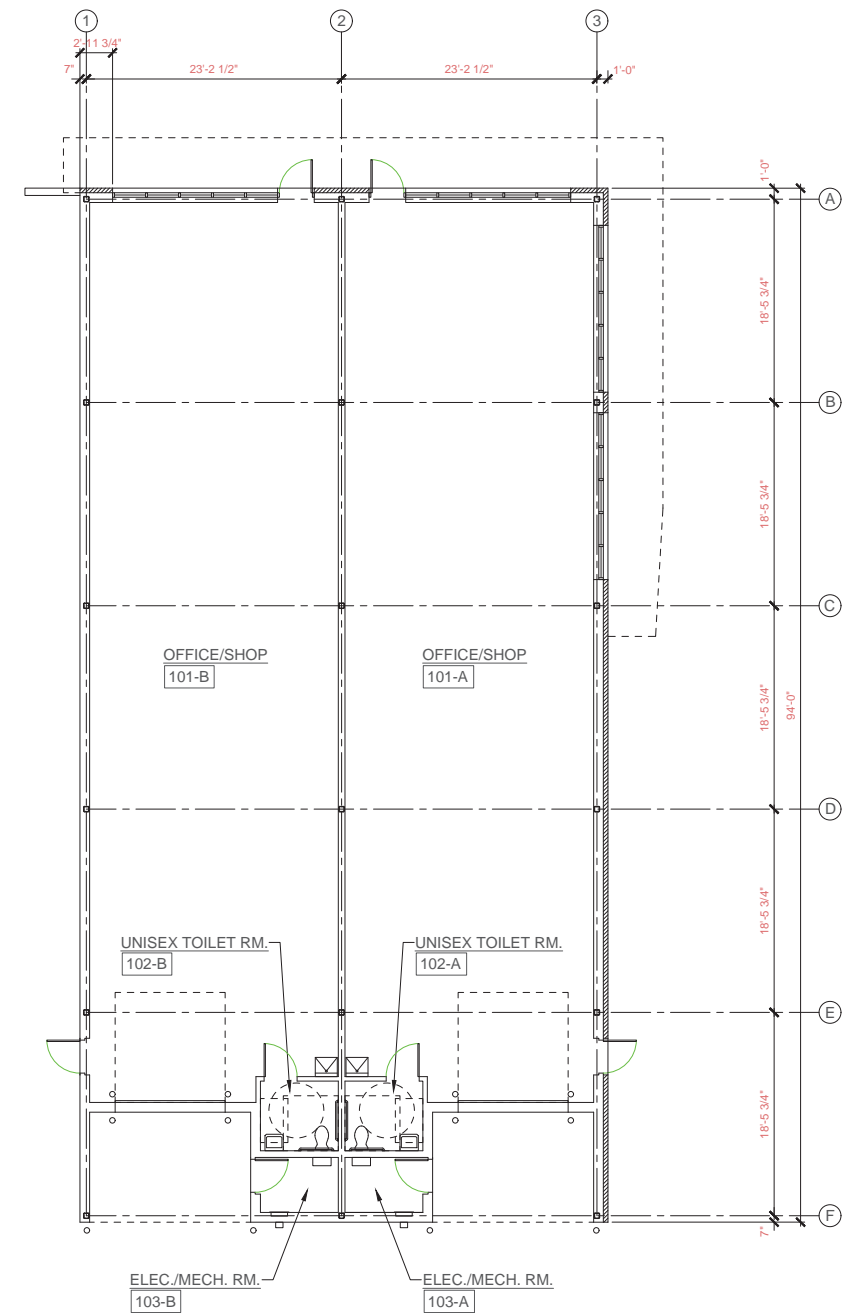 1
2
3
2'-11 3/4"
7"
23'-2 1/2"
23'-2 1/2"
1'-0"
1'-0"
A
18'-5 3/4"
B
18'-5 3/4"
C
OFFICE/SHOP
101-B
OFFICE/SHOP
101-A
18'-5 3/4"
94'-0"
D
18'-5 3/4"
UNISEX TOILET RM.
102-B
UNISEX TOILET RM.
102-A
E
18'-5 3/4"
F
7"
ELEC./MECH. RM.
103-B
ELEC./MECH. RM.
103-A